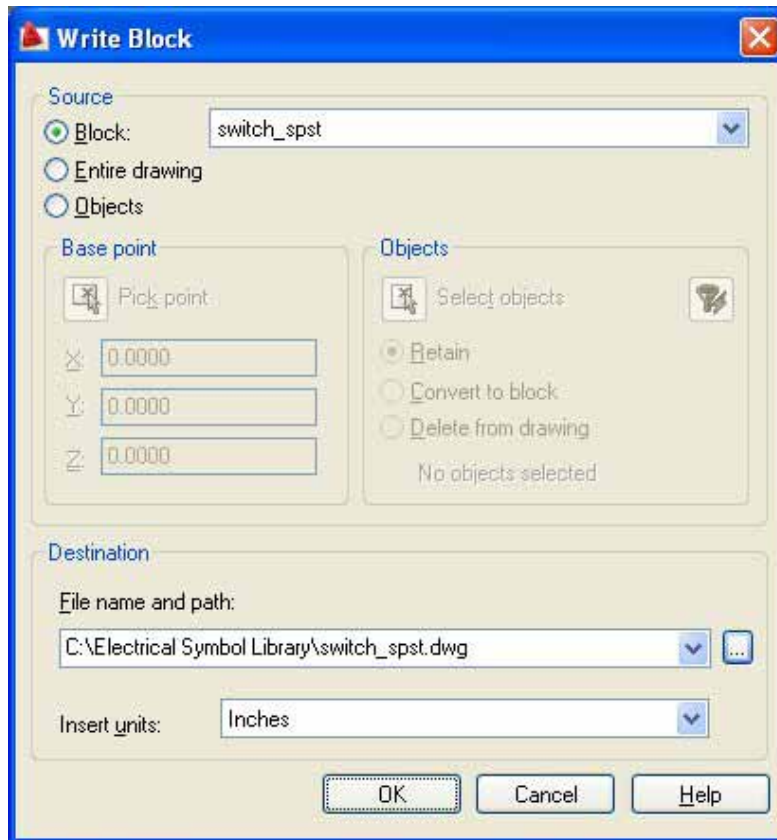 Write Block
Source
Block: switch_spst
Entire drawing
Objects
Base point
Pick point
X: 0.0000
Y: 0.0000
Z: 0.0000
Objects
Select objects
Retain
Convert to block
Delete from drawing
No objects selected
Destination
File name and path:
C:\Electrical Symbol Library\switch_spst.dwg
...
Insert units: Inches
OK Cancel Help